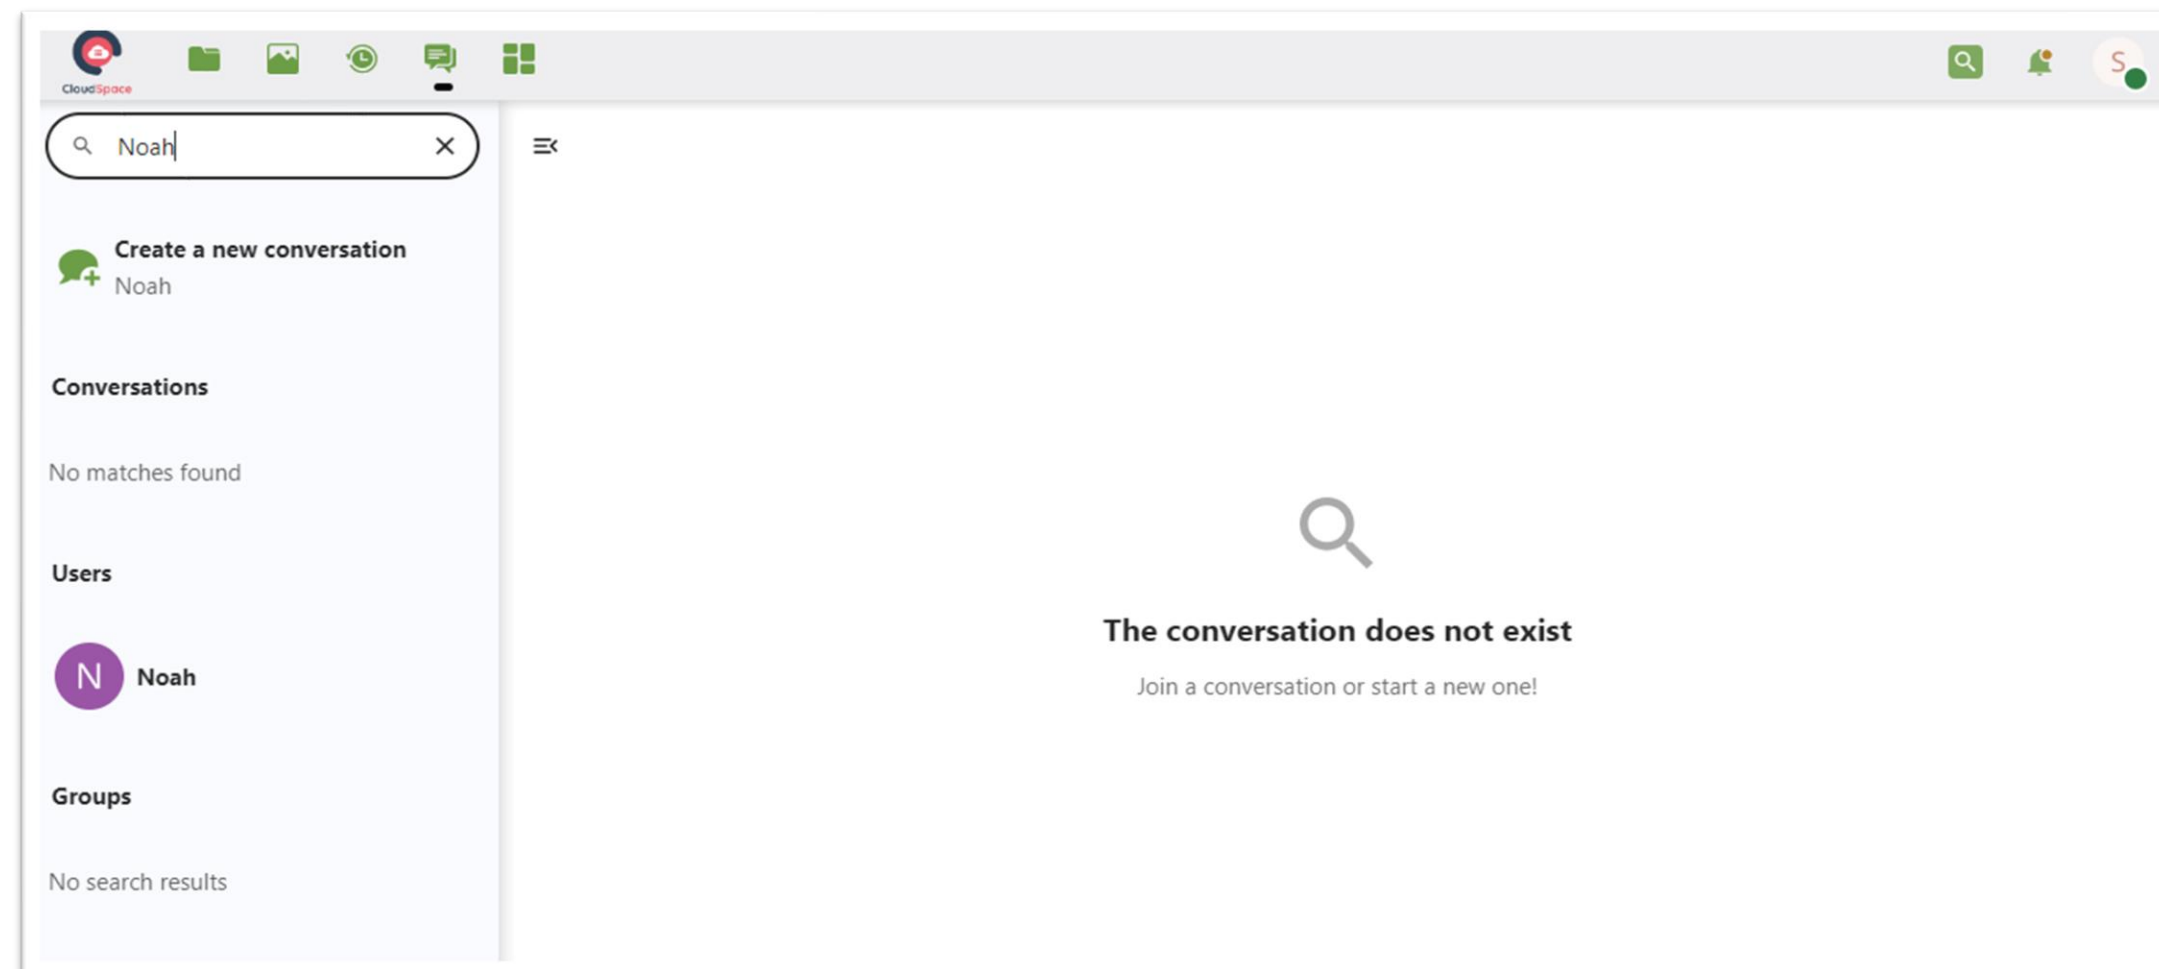 CloudSpace
S
Noah
Create a new conversation
Noah
Conversations
No matches found
Users
N Noah
Groups
No search results
The conversation does not exist
Join a conversation or start a new one!